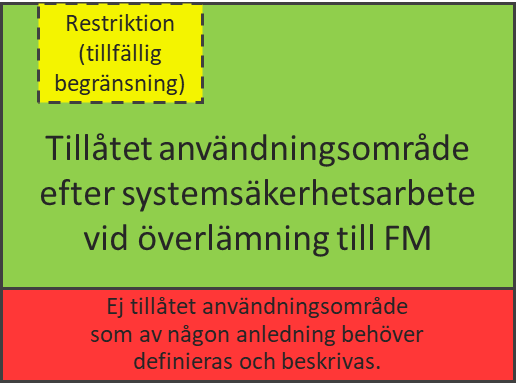 Restriktion
(tillfällig
begränsning)
Tillåtet användningsområde
efter systemsäkerhetsarbete
vid överlämning till FM
Ej tillåtet användningsområde
som av någon anledning behöver
definieras och beskrivas.